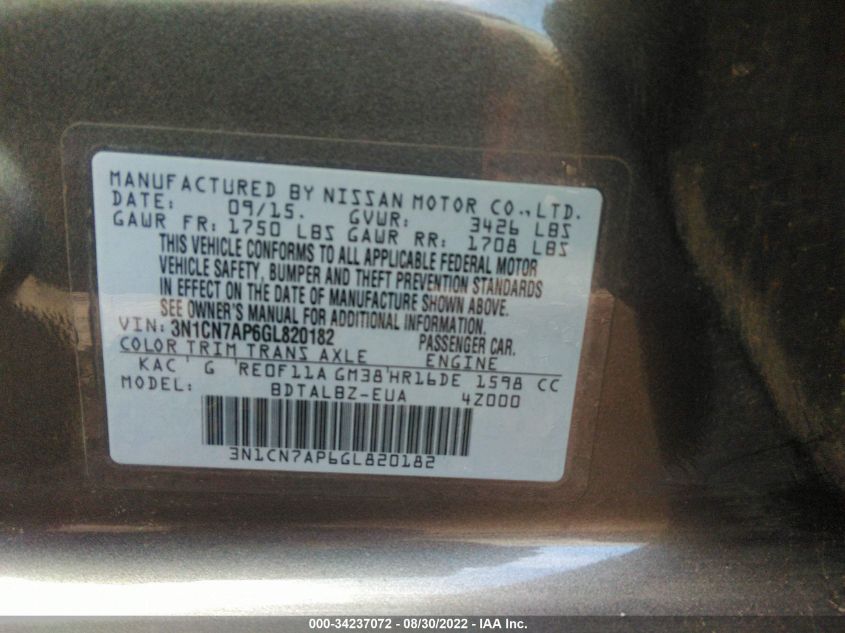 MANUFACTURED BY NISSAN MOTOR CO.,LTD.
DATE: 09/15. GVWR: 3426 LBS
GAWR FR: 1750 LBS GAWR RR: 1708 LBS
THIS VEHICLE CONFORMS TO ALL APPLICABLE FEDERAL MOTOR
VEHICLE SAFETY, BUMPER AND THEFT PREVENTION STANDARDS
IN EFFECT ON THE DATE OF MANUFACTURE SHOWN ABOVE.
SEE OWNER'S MANUAL FOR ADDITIONAL INFORMATION.
VIN: 3N1CN7AP6GL820182 PASSENGER CAR.
COLOR TRIM TRANS AXLE ENGINE
KAC ' G 'RE0F11A GM38'HR16DE 1598 CC
MODEL: BDTALBZ-EUA 4Z000
3N1CN7AP6GL820182
000-34237072 - 08/30/2022 - IAA Inc.